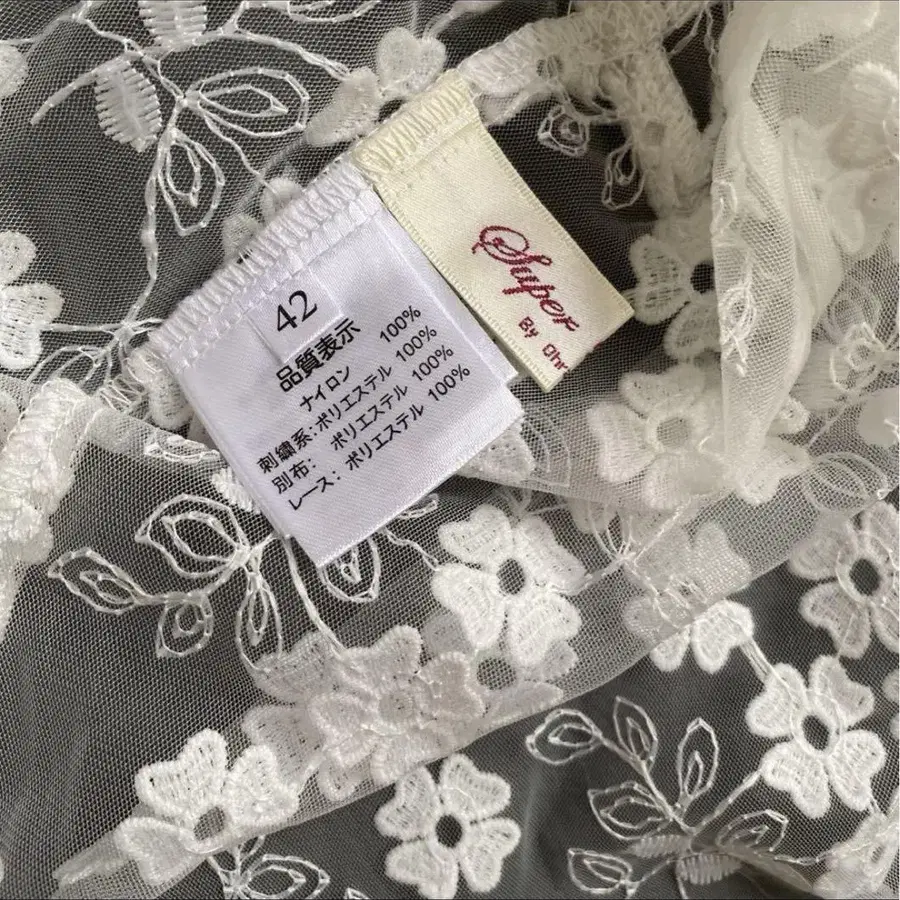 42
品質表示
ナイロン 100%
刺繍系:ポリエステル 100%
別布: ポリエステル 100%
レース: ポリエステル 100%
Super
By Chr